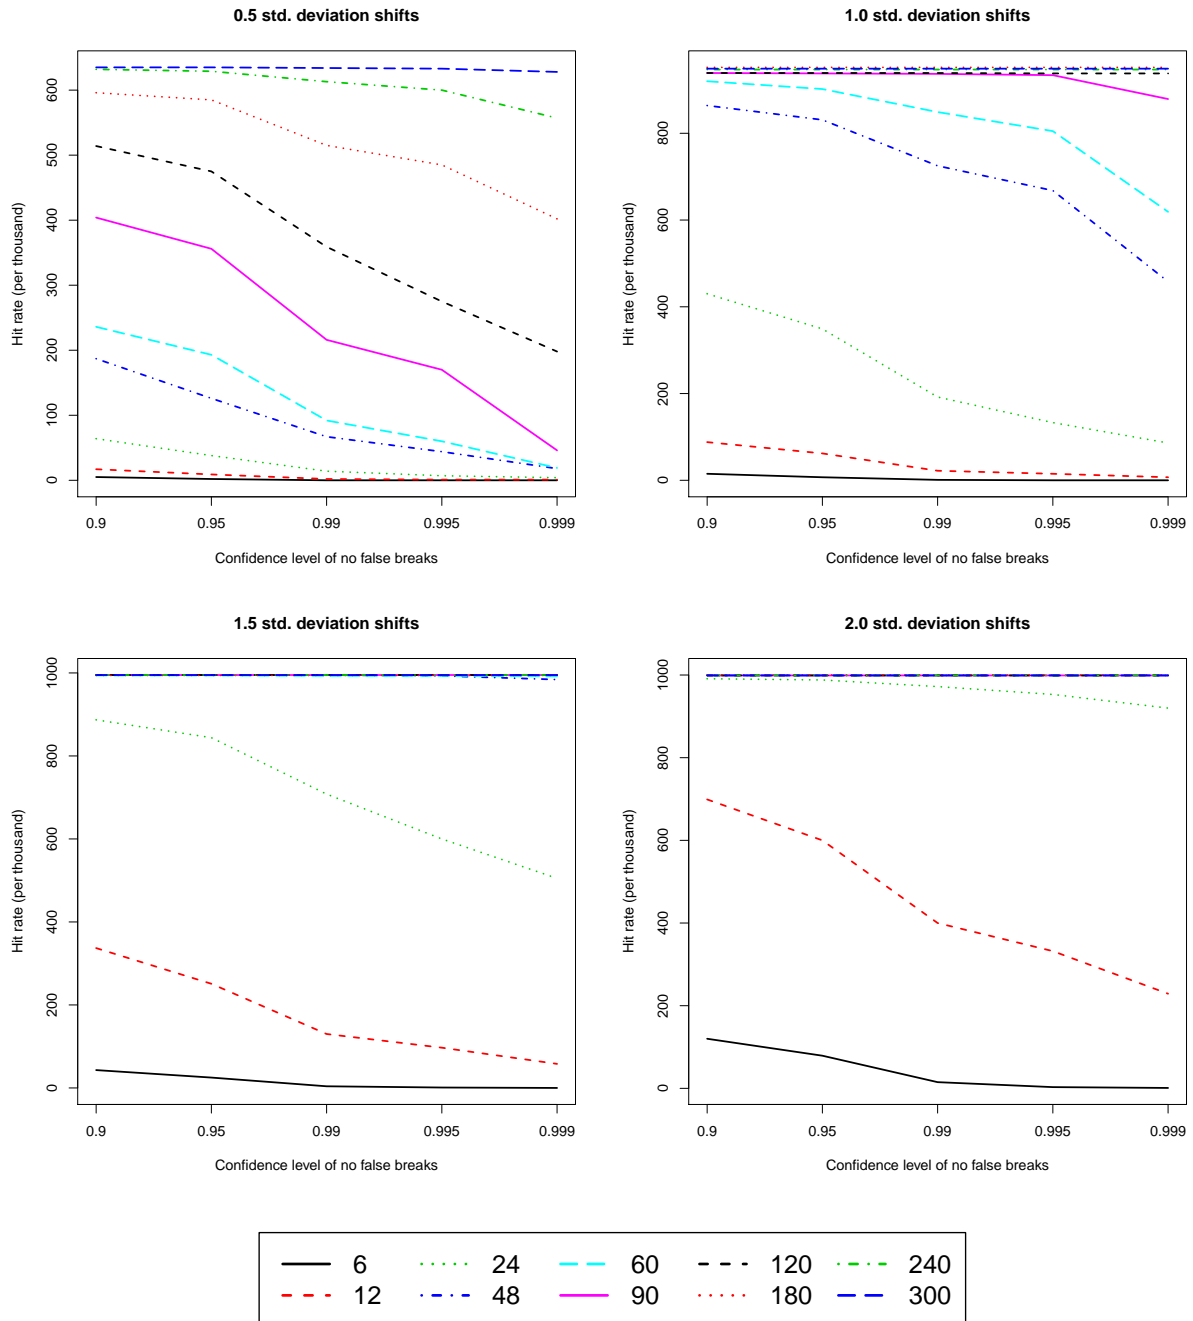 0.5 std. deviation shifts
Hit rate (per thousand)
600
500
400
300
200
100
0
0.9 0.95 0.99 0.995 0.999
Confidence level of no false breaks
1.0 std. deviation shifts
Hit rate (per thousand)
800
600
400
200
0
0.9 0.95 0.99 0.995 0.999
Confidence level of no false breaks
1.5 std. deviation shifts
Hit rate (per thousand)
1000
800
600
400
200
0
0.9 0.95 0.99 0.995 0.999
Confidence level of no false breaks
2.0 std. deviation shifts
Hit rate (per thousand)
1000
800
600
400
200
0
0.9 0.95 0.99 0.995 0.999
Confidence level of no false breaks
6 24 60 120 240
12 48 90 180 300